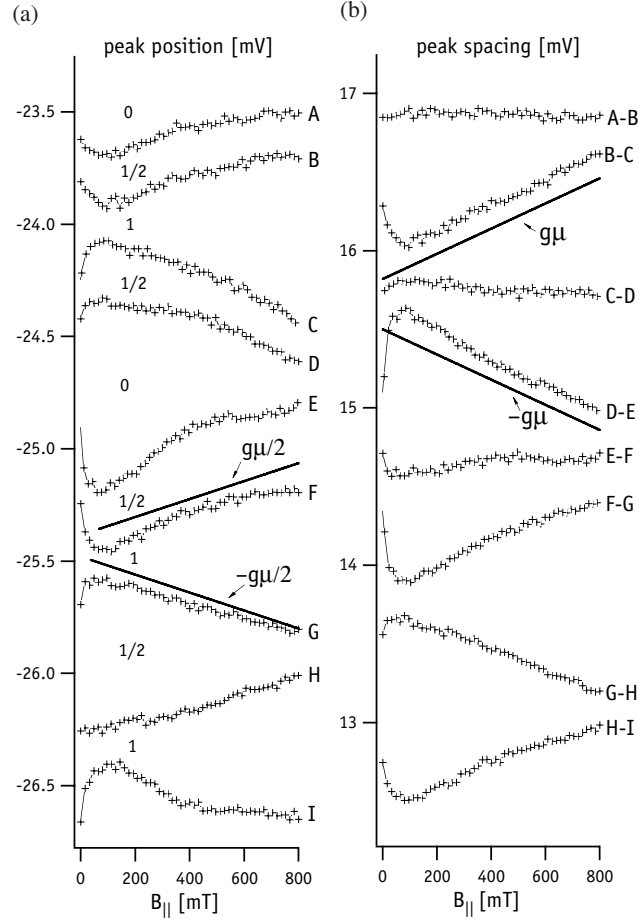 (a)
peak position [mV]
-23.5
-24.0
-24.5
-25.0
-25.5
-26.0
-26.5
0
1/2
1
1/2
0
1/2
1
1/2
1
A
B
C
D
E
F
G
H
I
gμ/2
-gμ/2
0 200 400 600 800
B|| [mT]
(b)
peak spacing [mV]
17
16
15
14
13
A-B
B-C
gμ
C-D
-gμ
D-E
E-F
F-G
G-H
H-I
0 200 400 600 800
B|| [mT]